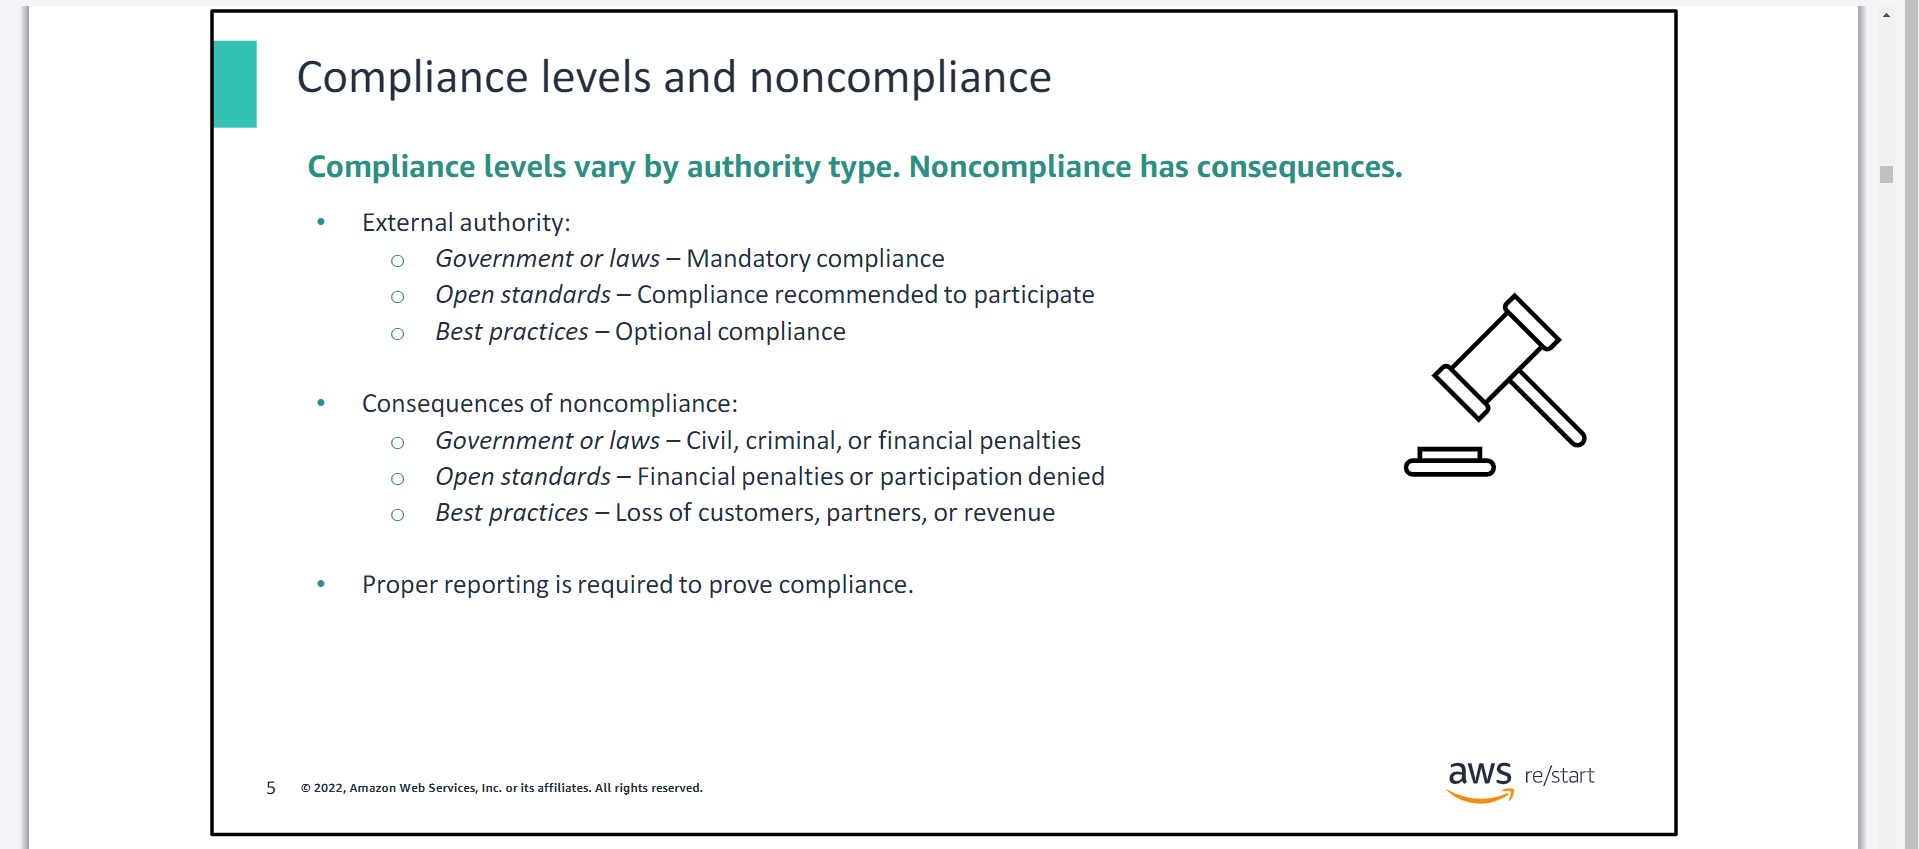 Compliance levels and noncompliance
Compliance levels vary by authority type. Noncompliance has consequences.
• External authority:
o Government or laws – Mandatory compliance
o Open standards – Compliance recommended to participate
o Best practices – Optional compliance
• Consequences of noncompliance:
o Government or laws – Civil, criminal, or financial penalties
o Open standards – Financial penalties or participation denied
o Best practices – Loss of customers, partners, or revenue
• Proper reporting is required to prove compliance.
5 © 2022, Amazon Web Services, Inc. or its affiliates. All rights reserved.
aws re/start